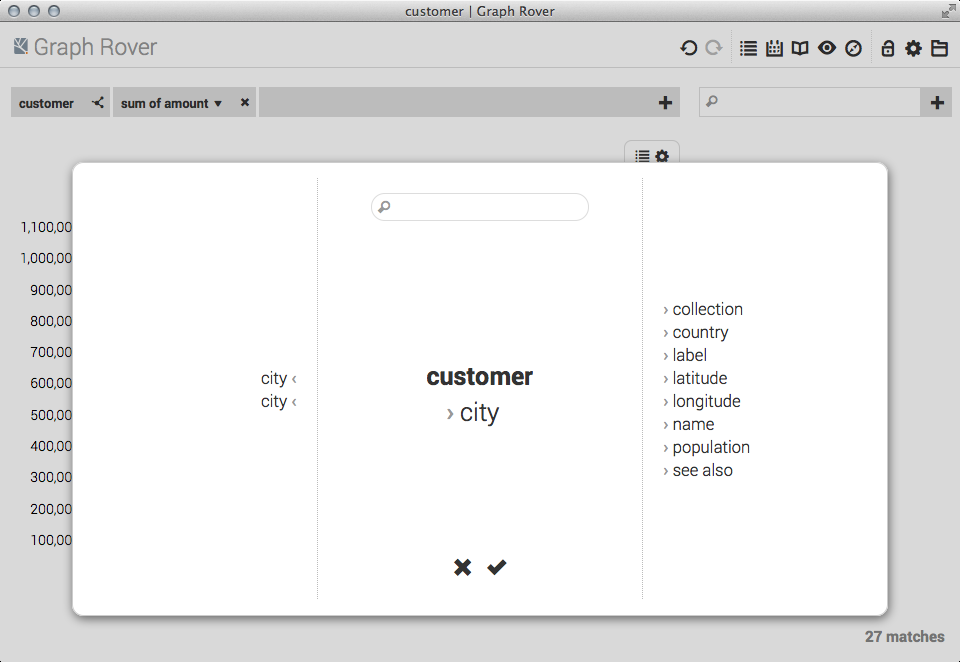 customer | Graph Rover
Graph Rover
customer
sum of amount
1,100,00
1,000,00
900,00
800,00
700,00
600,00
500,00
400,00
300,00
200,00
100,00
city ‹
city ‹
customer
› city
› collection
› country
› label
› latitude
› longitude
› name
› population
› see also
27 matches